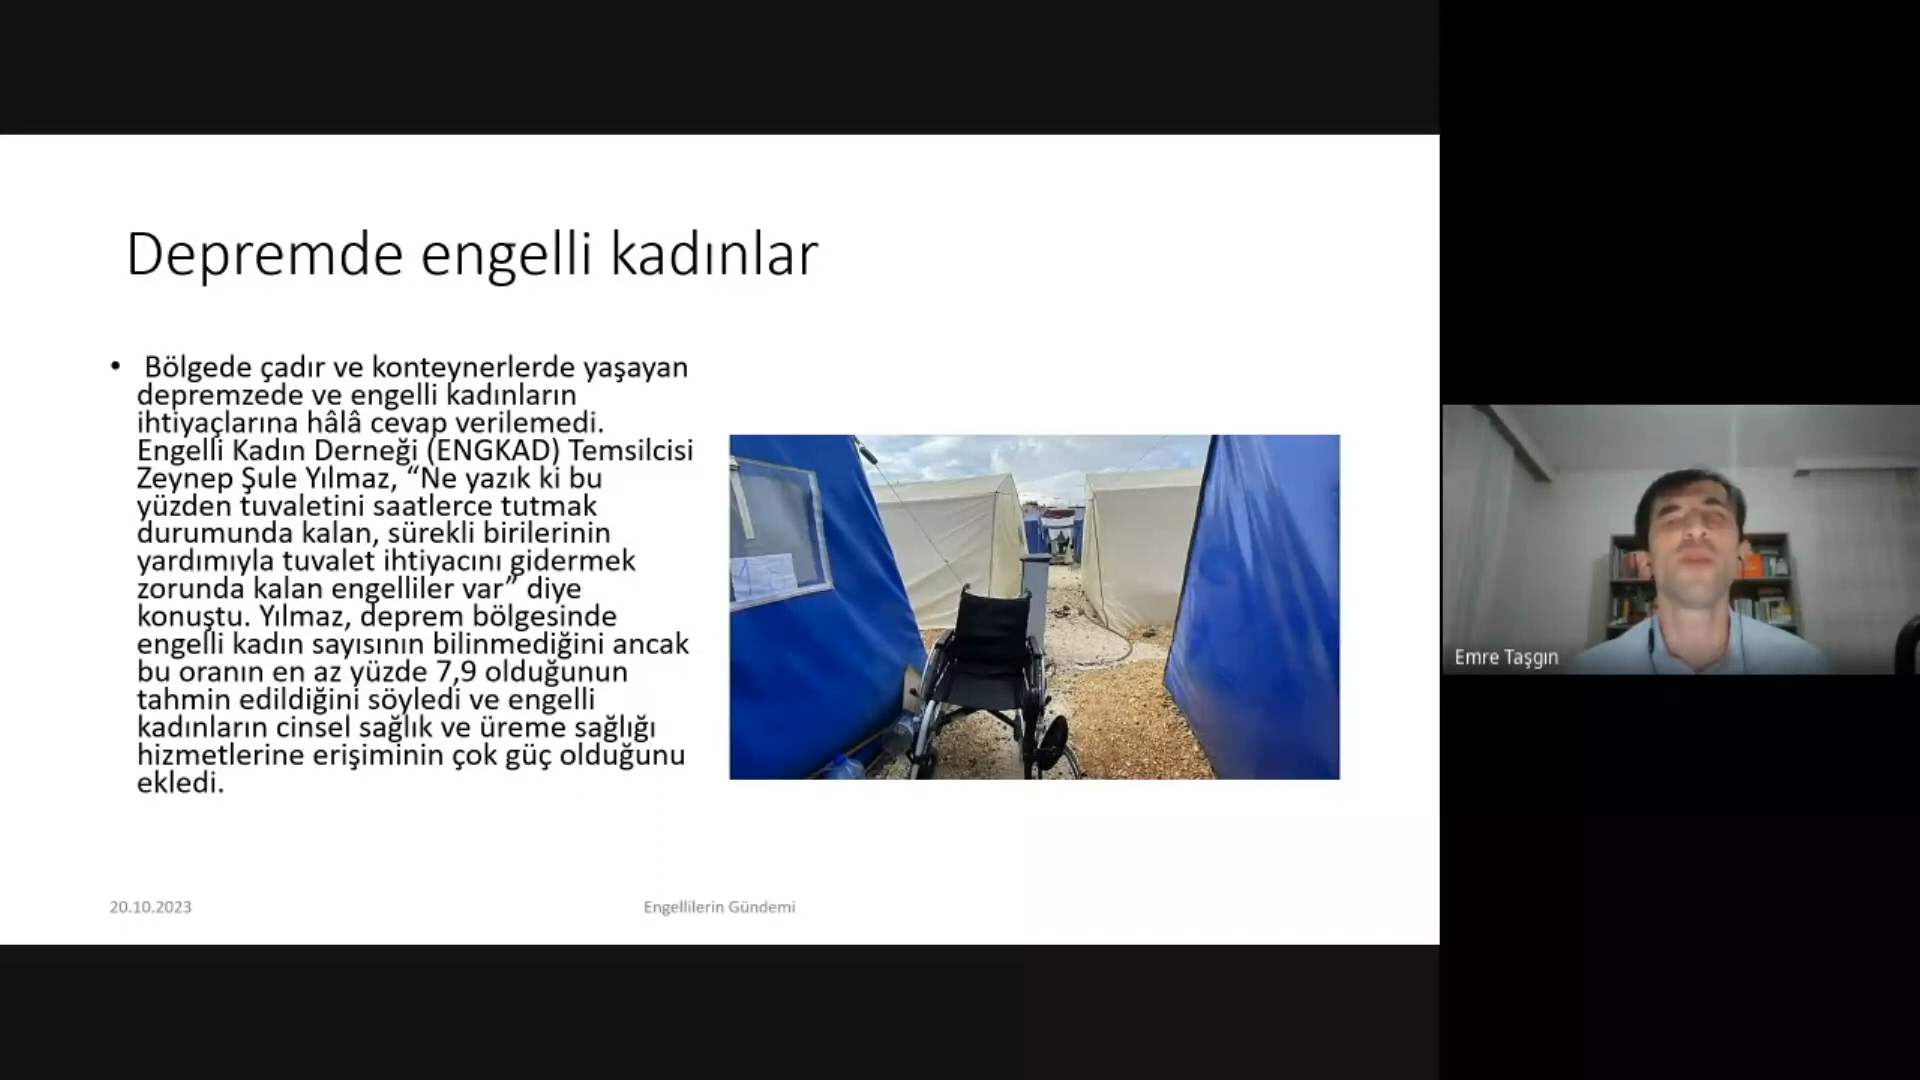 Depremde engelli kadınlar
• Bölgede çadır ve konteynerlerde yaşayan
depremzede ve engelli kadınların
ihtiyaçlarına hâlâ cevap verilemedi.
Engelli Kadın Derneği (ENGKAD) Temsilcisi
Zeynep Şule Yılmaz, “Ne yazık ki bu
yüzden tuvaletini saatlerce tutmak
durumunda kalan, sürekli birilerinin
yardımıyla tuvalet ihtiyacını gidermek
zorunda kalan engelliler var” diye
konuştu. Yılmaz, deprem bölgesinde
engelli kadın sayısının bilinmediğini ancak
bu oranın en az yüzde 7,9 olduğunun
tahmin edildiğini söyledi ve engelli
kadınların cinsel sağlık ve üreme sağlığı
hizmetlerine erişiminin çok güç olduğunu
ekledi.
20.10.2023
Engellilerin Gündemi
Emre Taşgın